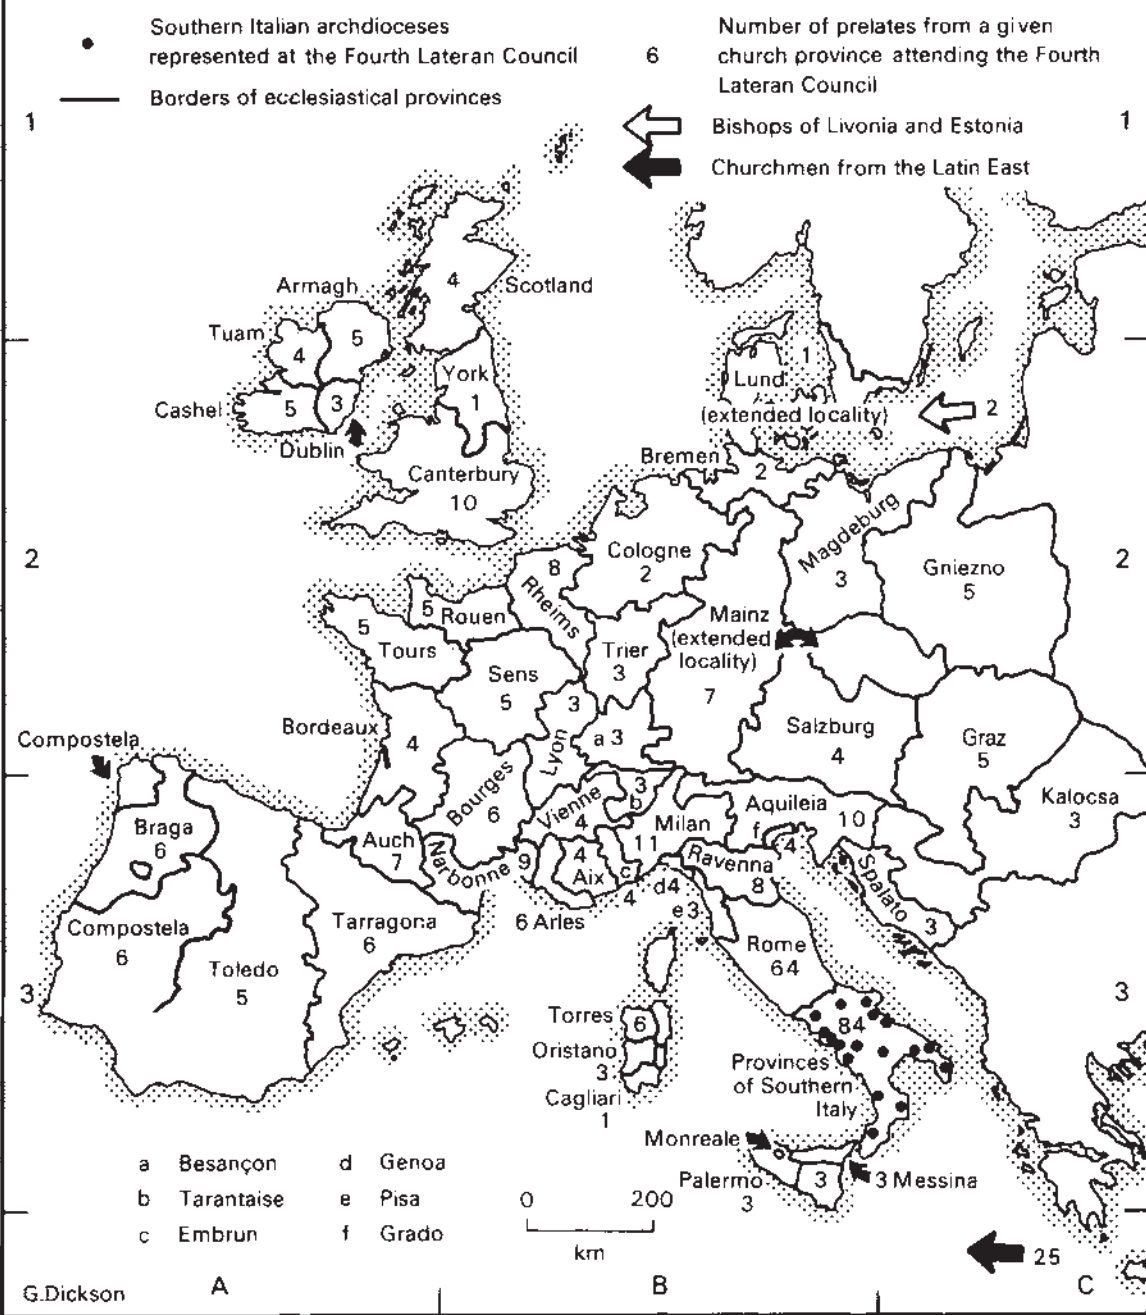 Southern Italian archdioceses
represented at the Fourth Lateran Council
Borders of ecclesiastical provinces
6
Number of prelates from a given
church province attending the Fourth
Lateran Council
Bishops of Livonia and Estonia
Churchmen from the Latin East
1
1
4
Scotland
Armagh
5
Tuam
4
York
1
Cashel
5
3
Dublin
1
Lund
(extended locality)
2
Bremen
2
Canterbury
10
Magdeburg
3
2
2
Cologne
2
Gniezno
5
8
Rheims
5
Rouen
5
Tours
Mainz
(extended
locality)
7
Trier
3
Sens
5
3
Lyon
a 3
Salzburg
4
Graz
5
Bordeaux
4
Compostela
Bourges
6
Vienne
4
3
b
Milan
11
Aquileia
10
f
4
Kalocsa
3
Braga
6
Auch
7
Narbonne
9
4
Aix
c
4
Ravenna
8
d4
e3
Spalato
3
6 Arles
Compostela
6
Tarragona
6
Toledo
5
Rome
64
3
3
84
Torres
6
Oristano
3
Cagliari
1
Provinces
of Southern
Italy
Monreale
Palermo
3
3
3 Messina
a Besançon
b Tarantaise
c Embrun
d Genoa
e Pisa
f Grado
0 200
km
25
G.Dickson
A
B
C